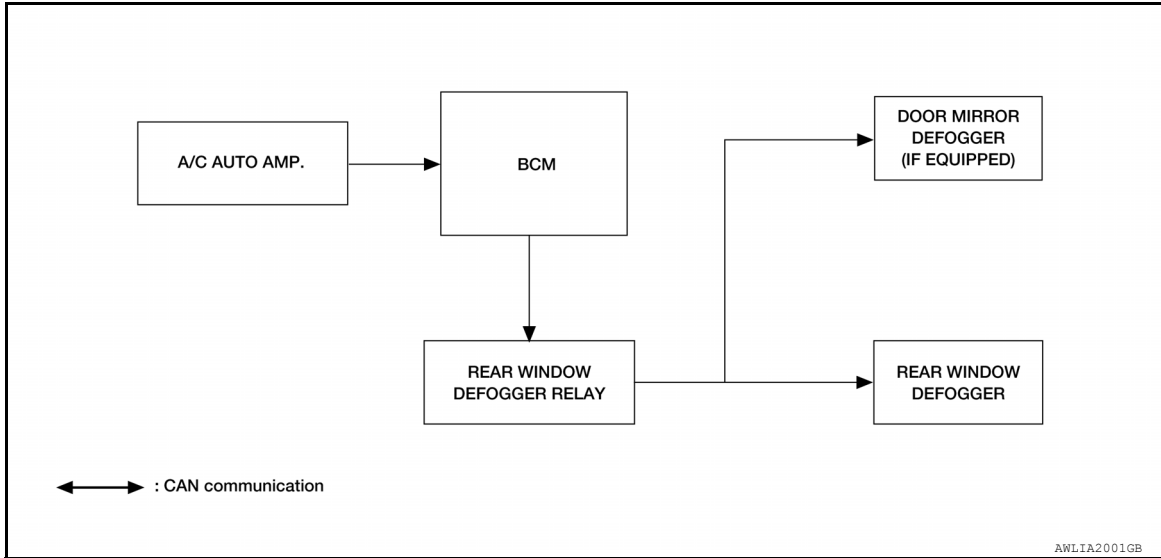 A/C AUTO AMP.
BCM
DOOR MIRROR
DEFOGGER
(IF EQUIPPED)
REAR WINDOW
DEFOGGER RELAY
REAR WINDOW
DEFOGGER
: CAN communication
AWLIA2001GB